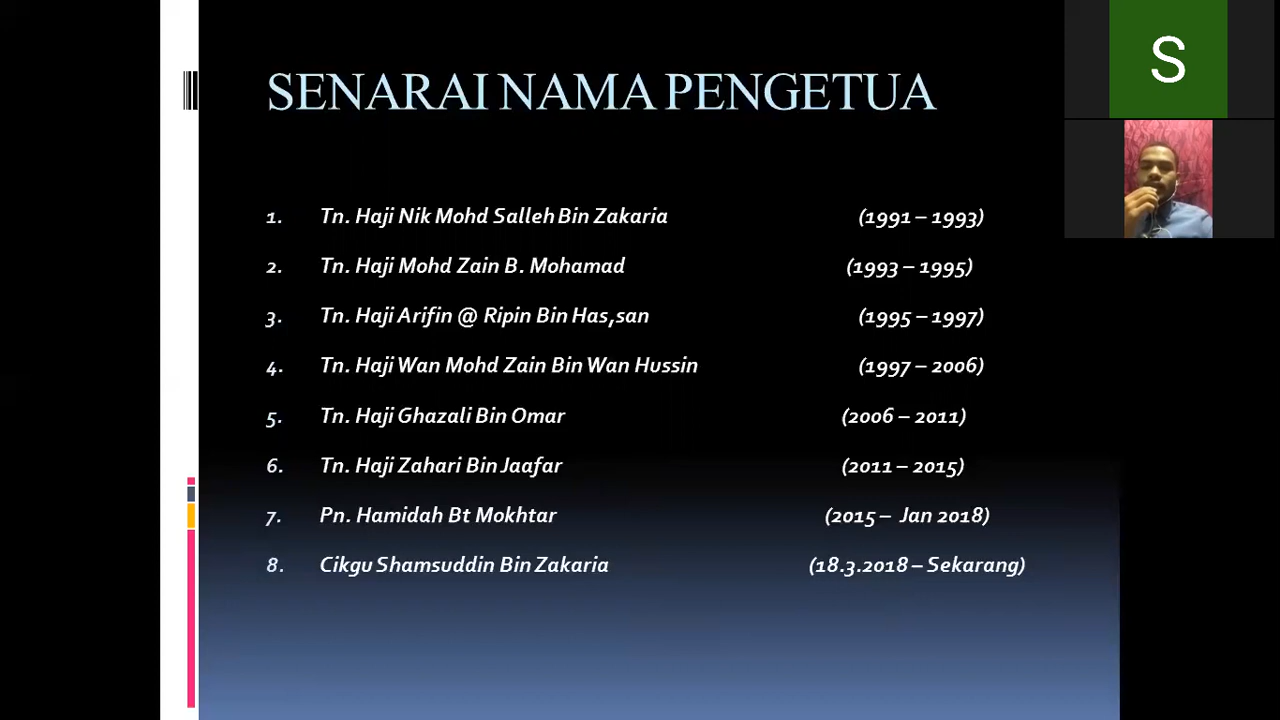 SENARAI NAMA PENGETUA
S
1. Tn. Haji Nik Mohd Salleh Bin Zakaria (1991 – 1993)
2. Tn. Haji Mohd Zain B. Mohamad (1993 – 1995)
3. Tn. Haji Arifin @ Ripin Bin Has,san (1995 – 1997)
4. Tn. Haji Wan Mohd Zain Bin Wan Hussin (1997 – 2006)
5. Tn. Haji Ghazali Bin Omar (2006 – 2011)
6. Tn. Haji Zahari Bin Jaafar (2011 – 2015)
7. Pn. Hamidah Bt Mokhtar (2015 – Jan 2018)
8. Cikgu Shamsuddin Bin Zakaria (18.3.2018 – Sekarang)